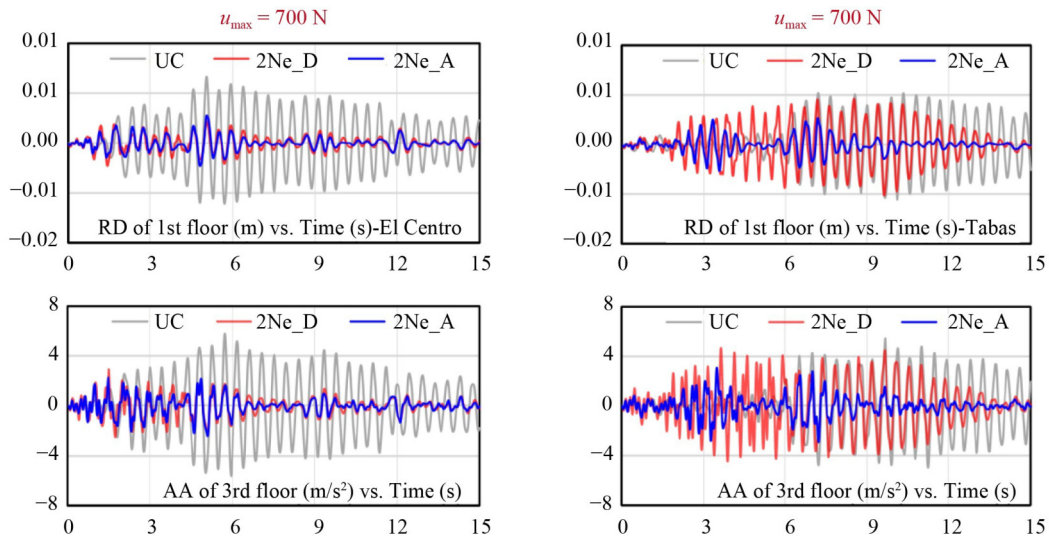 u_max = 700 N
0.01
0.01
0.00
−0.01
−0.02
UC 2Ne_D 2Ne_A
RD of 1st floor (m) vs. Time (s)-El Centro
0 3 6 9 12 15
u_max = 700 N
0.01
0.01
0.00
−0.01
−0.02
UC 2Ne_D 2Ne_A
RD of 1st floor (m) vs. Time (s)-Tabas
0 3 6 9 12 15
8
4
0
−4
−8
UC 2Ne_D 2Ne_A
AA of 3rd floor (m/s²) vs. Time (s)
0 3 6 9 12 15
8
4
0
−4
−8
UC 2Ne_D 2Ne_A
AA of 3rd floor (m/s²) vs. Time (s)
0 3 6 9 12 15